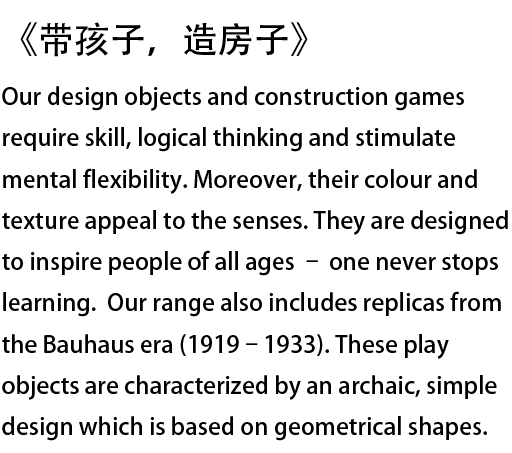 《带孩子，造房子》
Our design objects and construction games
require skill, logical thinking and stimulate
mental flexibility. Moreover, their colour and
texture appeal to the senses. They are designed
to inspire people of all ages – one never stops
learning. Our range also includes replicas from
the Bauhaus era (1919 – 1933). These play
objects are characterized by an archaic, simple
design which is based on geometrical shapes.